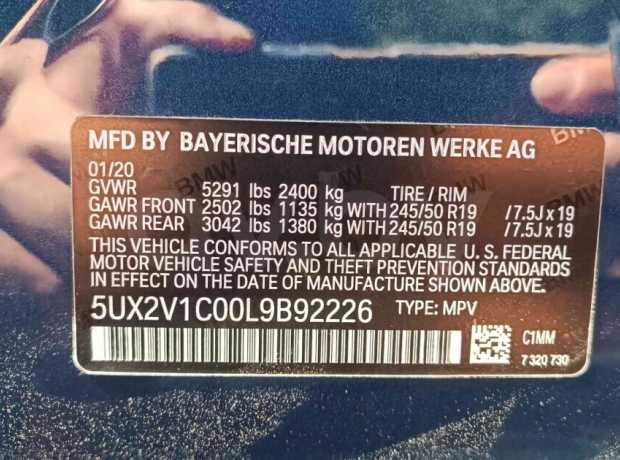 MFD BY BAYERISCHE MOTOREN WERKE AG
01/20
GVWR 5291 lbs 2400 kg TIRE / RIM
GAWR FRONT 2502 lbs 1135 kg WITH 245/50 R19 /7.5J x 19
GAWR REAR 3042 lbs 1380 kg WITH 245/50 R19 /7.5J x 19
THIS VEHICLE CONFORMS TO ALL APPLICABLE U.S. FEDERAL
MOTOR VEHICLE SAFETY AND THEFT PREVENTION STANDARDS
IN EFFECT ON THE DATE OF MANUFACTURE SHOWN ABOVE.
5UX2V1C00L9B92226 TYPE: MPV
C1MM
7 320 730